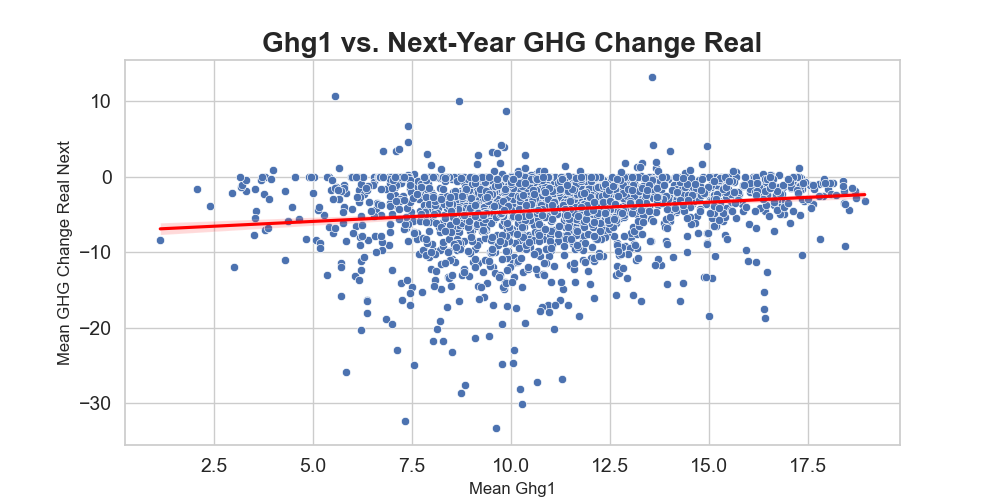 Ghg1 vs. Next-Year GHG Change Real
Mean GHG Change Real Next
10
0
−10
−20
−30
2.5 5.0 7.5 10.0 12.5 15.0 17.5
Mean Ghg1